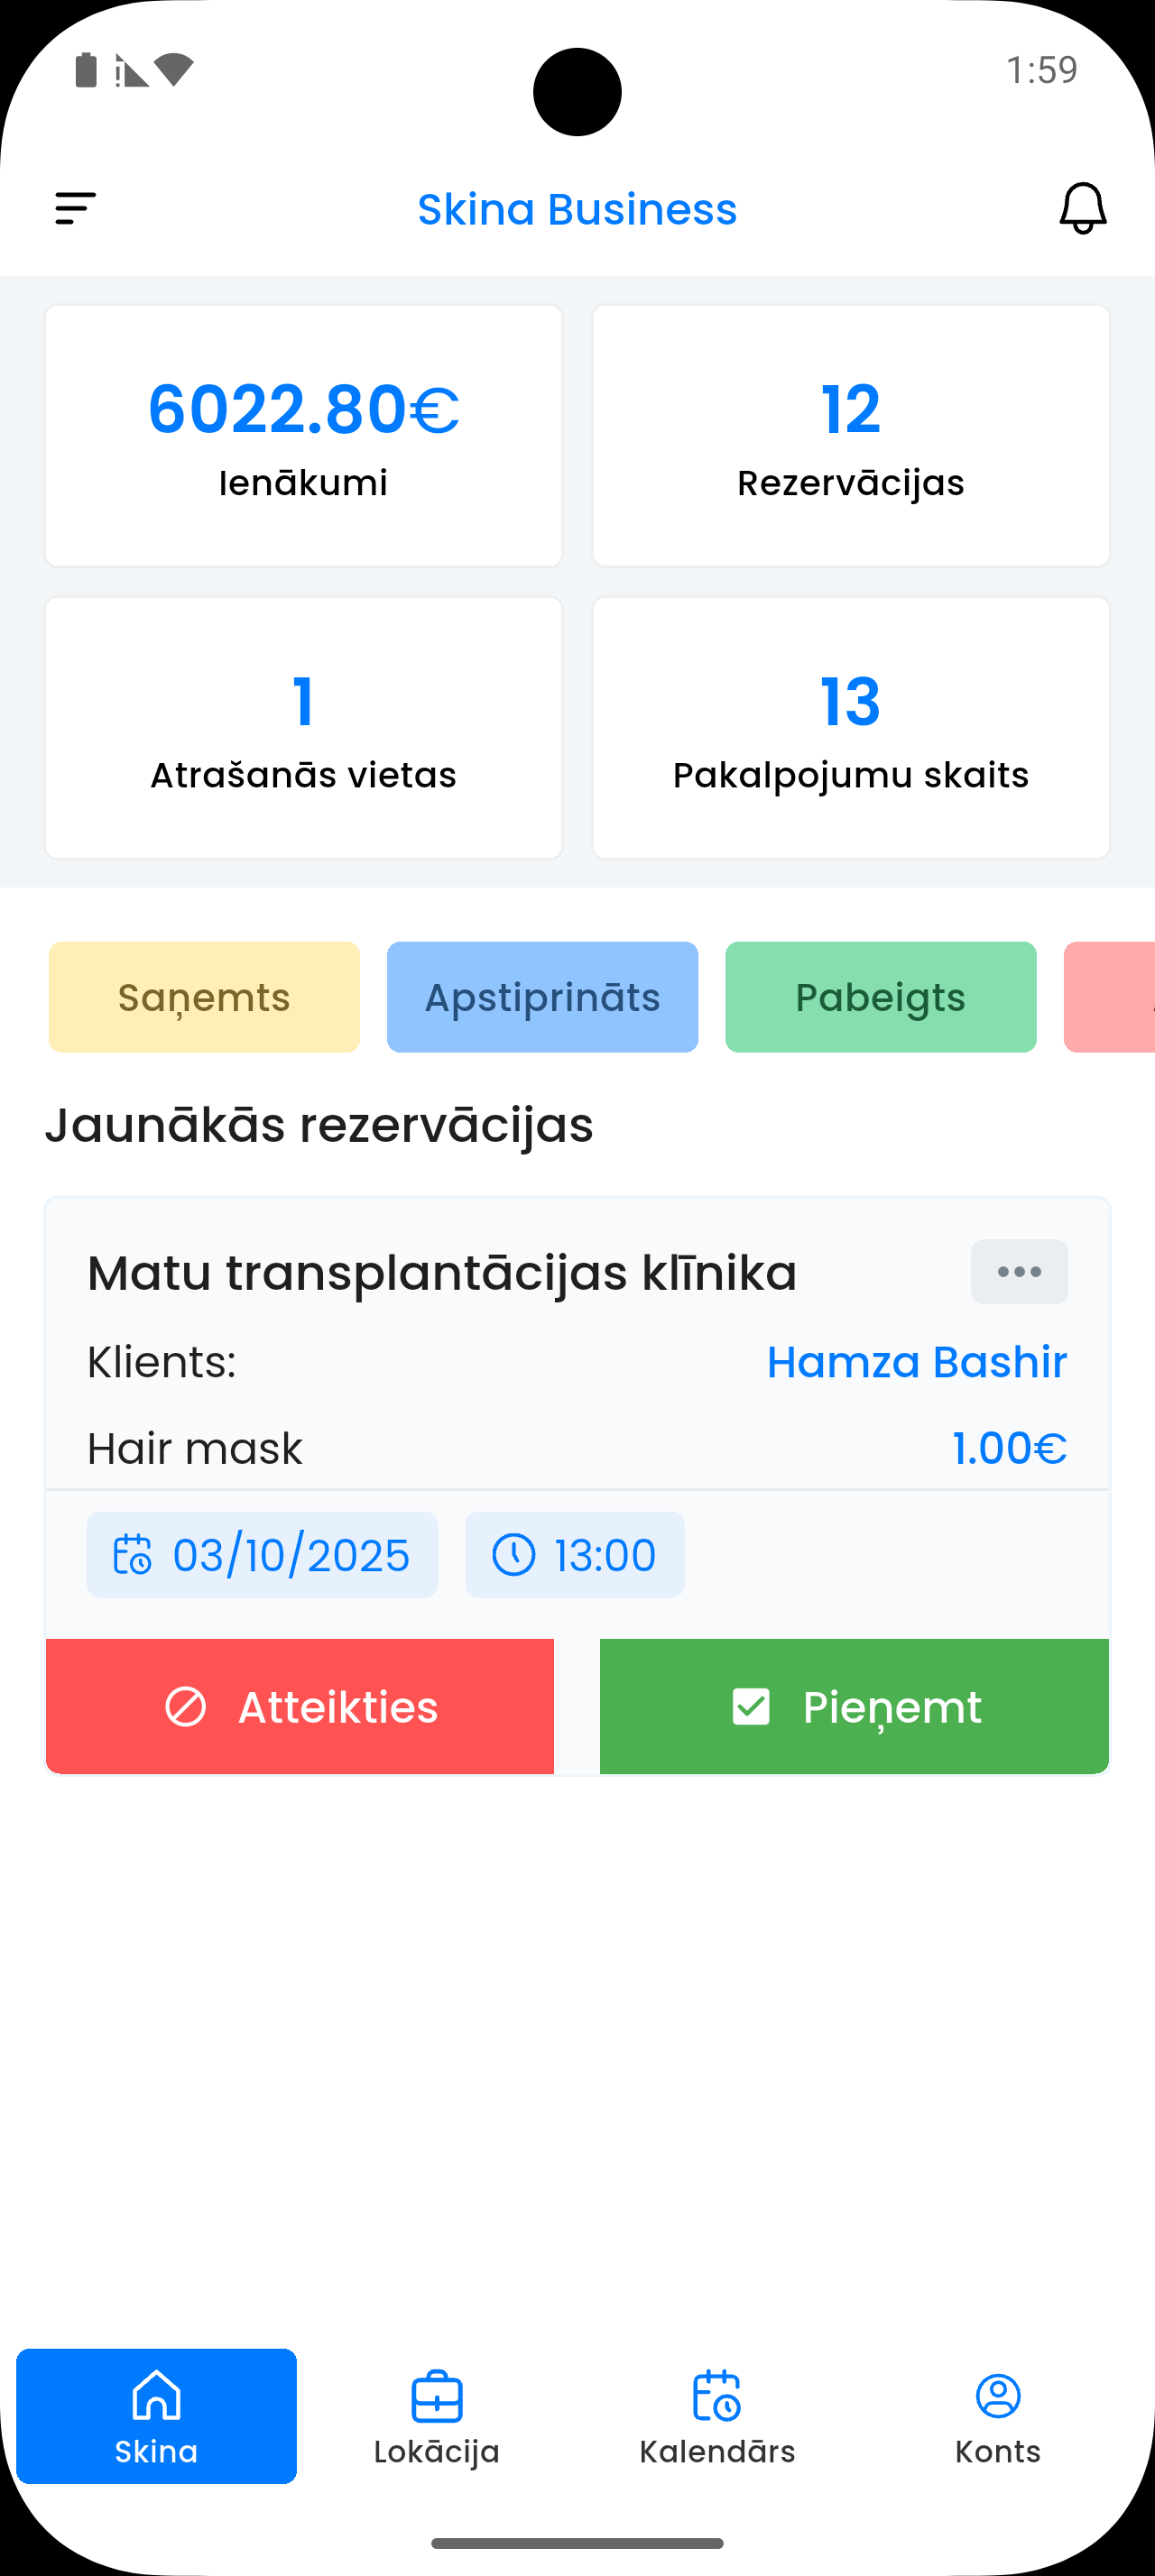 1:59
Skina Business
6022.80€
Ienākumi
12
Rezervācijas
1
Atrašanās vietas
13
Pakalpojumu skaits
Saņemts
Apstiprināts
Pabeigts
Jaunākās rezervācijas
Matu transplantācijas klīnika
Klients:
Hamza Bashir
Hair mask
1.00€
03/10/2025
13:00
Atteikties
Pieņemt
Skina
Lokācija
Kalendārs
Konts